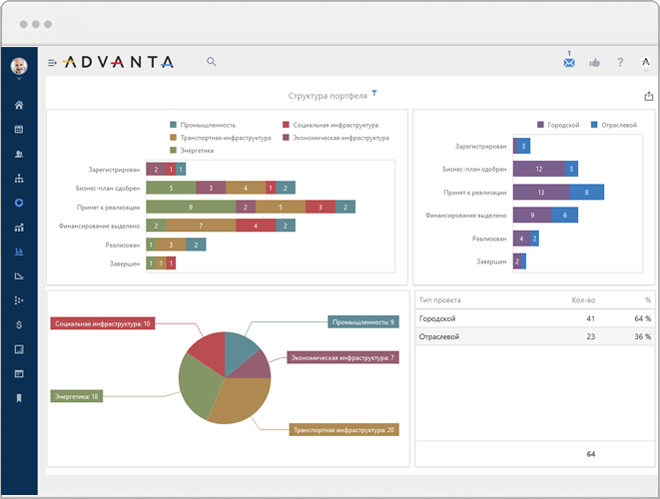 ADVANTA
1
?
Структура портфеля
Промышленность Социальная инфраструктура
Транспортная инфраструктура Экономическая инфраструктура
Энергетика
Зарегистрирован 2 1 1
Бизнес-план одобрен 5 3 4 1 2
Принят к реализации 9 2 5 3 2
Финансирование выделено 2 7 4 2
Реализован 1 3 2
Завершен 1 1 1
Городской Отраслевой
Зарегистрирован 3
Бизнес-план одобрен 12 3
Принят к реализации 13 8
Финансирование выделено 9 6
Реализован 4 2
Завершен 2
Социальная инфраструктура: 10
Промышленность: 9
Экономическая инфраструктура: 7
Энергетика: 18
Транспортная инфраструктура: 20
Тип проекта Кол-во %
Городской 41 64 %
Отраслевой 23 36 %
64